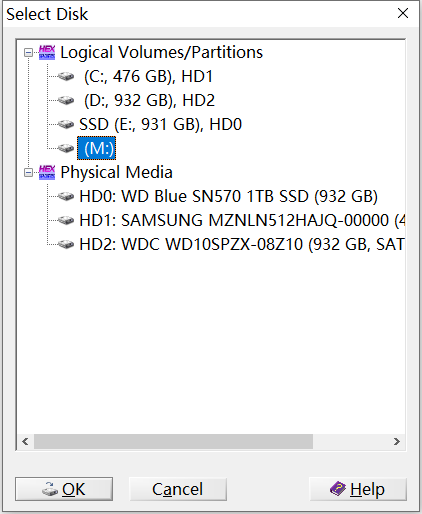 Select Disk
HEX
Logical Volumes/Partitions
(C:, 476 GB), HD1
(D:, 932 GB), HD2
SSD (E:, 931 GB), HD0
(M:)
HEX
Physical Media
HD0: WD Blue SN570 1TB SSD (932 GB)
HD1: SAMSUNG MZNLN512HAJQ-00000 (4
HD2: WDC WD10SPZX-08Z10 (932 GB, SAT
OK
Cancel
Help